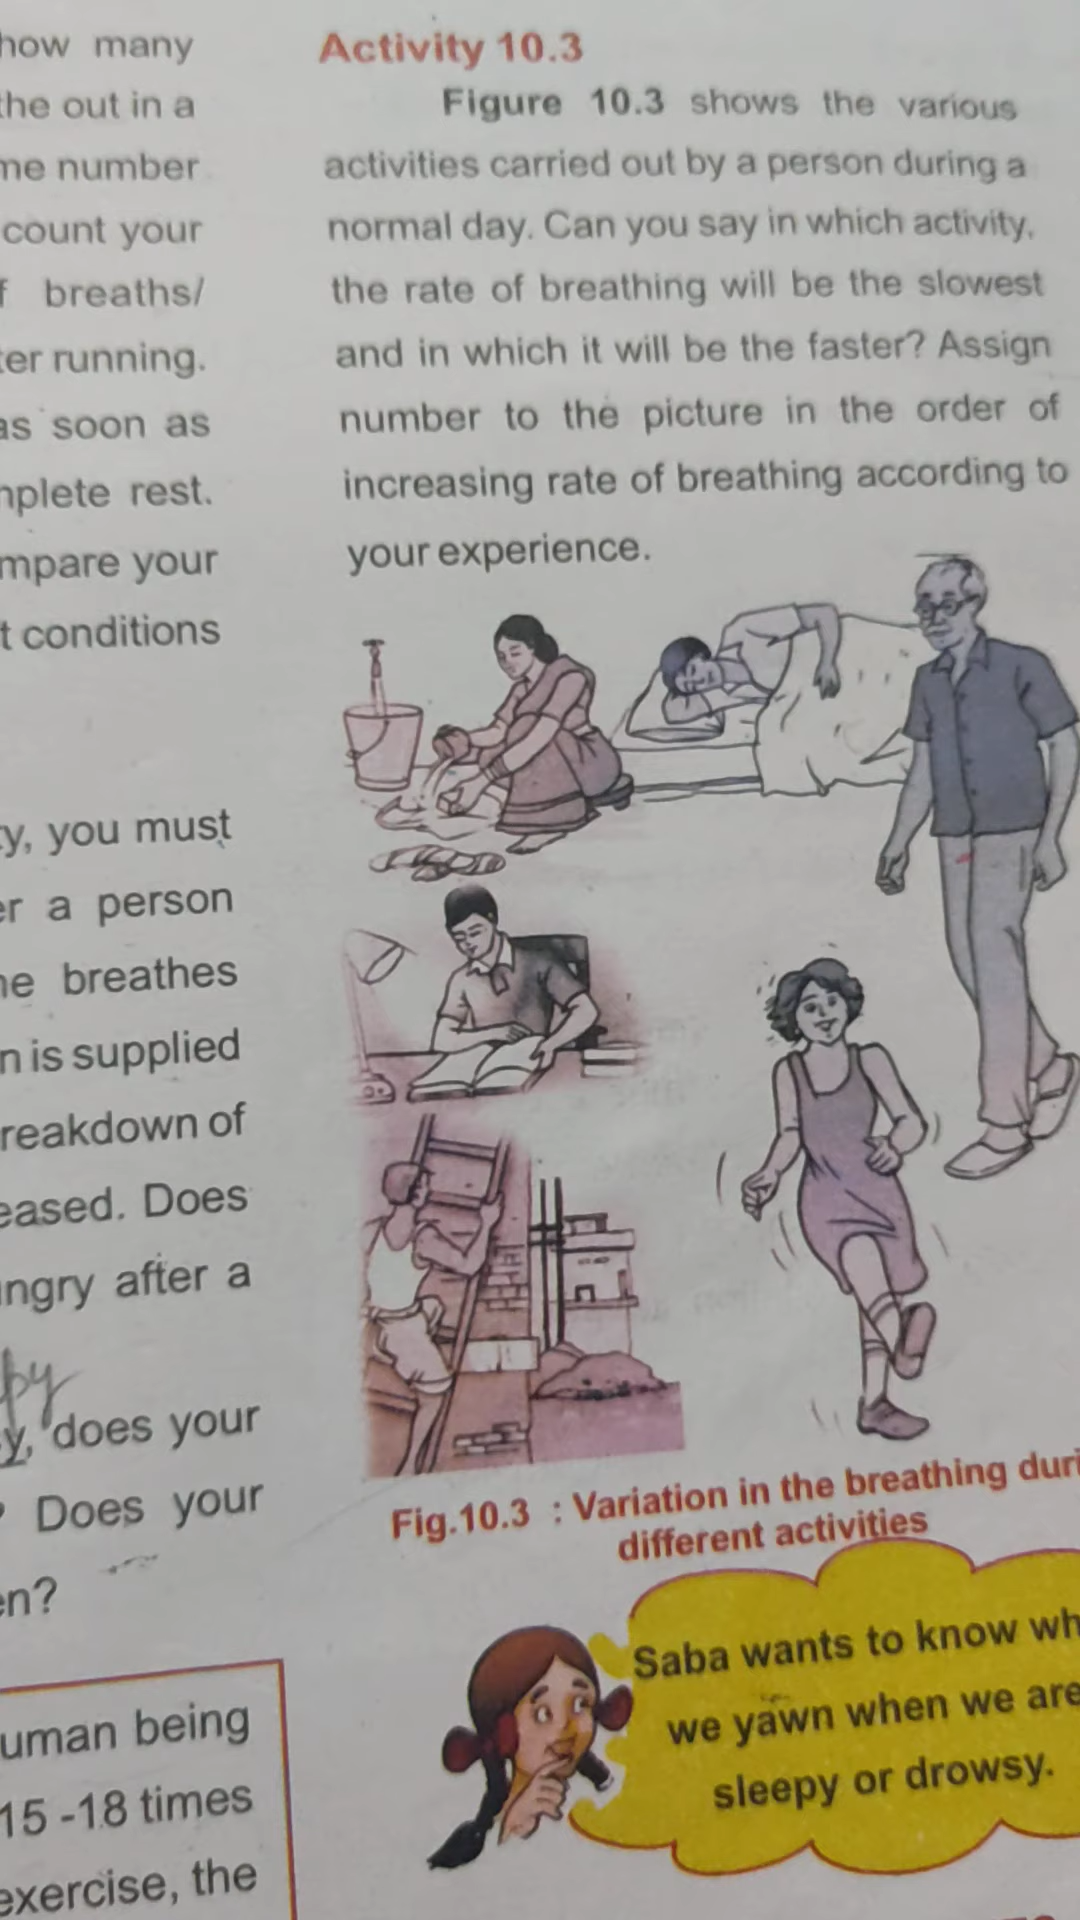 how many
the out in a
me number
count your
f breaths/
ter running.
as soon as
mplete rest.
mpare your
t conditions
y, you must
er a person
he breathes
n is supplied
reakdown of
eased. Does
ngry after a
py
y, does your
? Does your
en?
uman being
15 -18 times
exercise, the
Activity 10.3
Figure 10.3 shows the various
activities carried out by a person during a
normal day. Can you say in which activity,
the rate of breathing will be the slowest
and in which it will be the faster? Assign
number to the picture in the order of
increasing rate of breathing according to
your experience.
Fig.10.3 : Variation in the breathing duri
different activities
Saba wants to know wh
we yawn when we are
sleepy or drowsy.